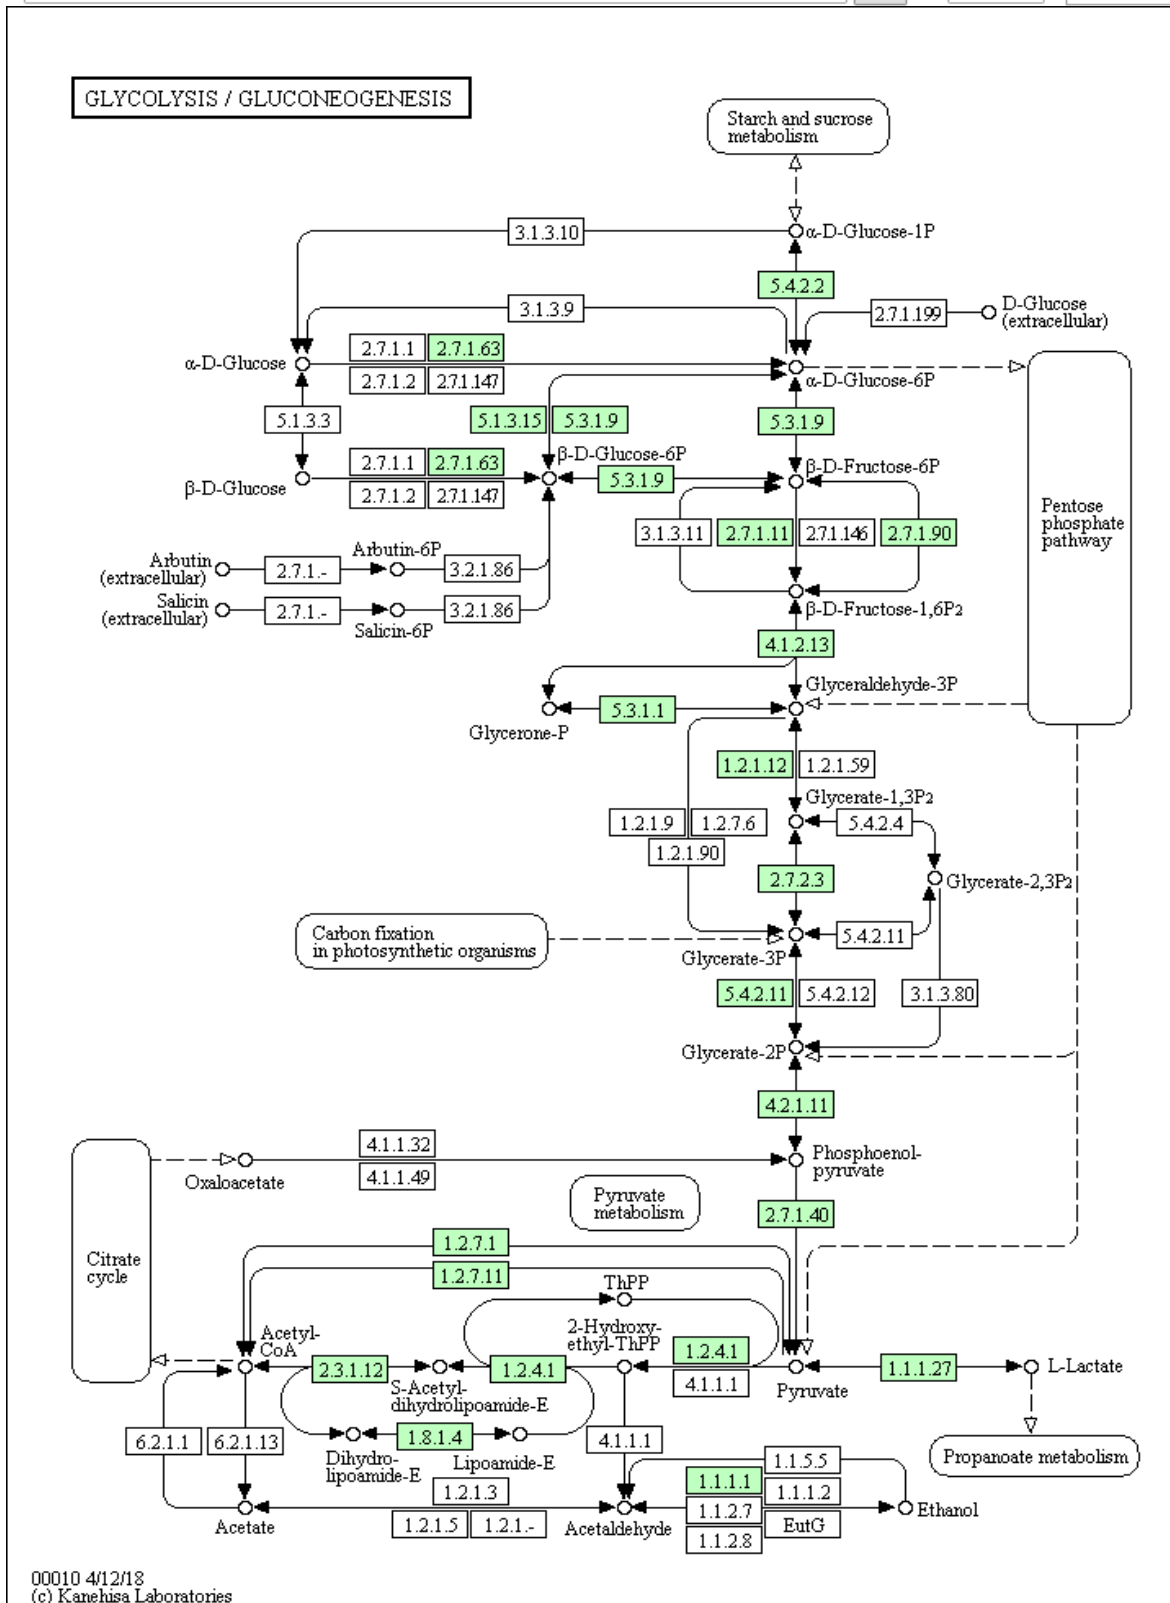 GLYCOLYSIS / GLUCONEOGENESIS
Starch and sucrose
metabolism
3.1.3.10
α-D-Glucose-1P
5.4.2.2
3.1.3.9
2.7.1.199
D-Glucose
(extracellular)
2.7.1.1
2.7.1.63
α-D-Glucose
2.7.1.2
2.7.1.147
α-D-Glucose-6P
5.1.3.3
5.1.3.15
5.3.1.9
5.3.1.9
2.7.1.1
2.7.1.63
β-D-Glucose-6P
β-D-Fructose-6P
β-D-Glucose
2.7.1.2
2.7.1.147
5.3.1.9
Pentose
phosphate
pathway
3.1.3.11
2.7.1.11
2.7.1.146
2.7.1.90
Arbutin
(extracellular)
2.7.1.-
Arbutin-6P
3.2.1.86
Salicin
(extracellular)
2.7.1.-
Salicin-6P
3.2.1.86
β-D-Fructose-1,6P2
4.1.2.13
Glyceraldehyde-3P
5.3.1.1
Glycerone-P
1.2.1.12
1.2.1.59
Glycerate-1,3P2
1.2.1.9
1.2.7.6
5.4.2.4
1.2.1.90
2.7.2.3
Glycerate-2,3P2
Carbon fixation
in photosynthetic organisms
5.4.2.11
Glycerate-3P
5.4.2.11
5.4.2.12
3.1.3.80
Glycerate-2P
4.2.1.11
4.1.1.32
Oxaloacetate
4.1.1.49
Phosphoenol-
pyruvate
Pyruvate
metabolism
2.7.1.40
Citrate
cycle
1.2.7.1
1.2.7.11
ThPP
Acetyl-
CoA
2-Hydroxy-
ethyl-ThPP
1.2.4.1
2.3.1.12
1.2.4.1
4.1.1.1
Pyruvate
1.1.1.27
L-Lactate
S-Acetyl-
dihydrolipoamide-E
6.2.1.1
6.2.1.13
1.8.1.4
4.1.1.1
Dihydro-
lipoamide-E
Lipoamide-E
Propanoate metabolism
1.1.5.5
1.2.1.3
1.1.1.1
1.1.1.2
Acetate
1.2.1.5
1.2.1.-
Acetaldehyde
1.1.2.7
EutG
Ethanol
1.1.2.8
00010 4/12/18
(c) Kanehisa Laboratories